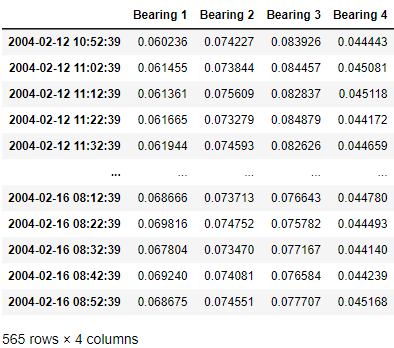 Bearing 1 Bearing 2 Bearing 3 Bearing 4
2004-02-12 10:52:39 0.060236 0.074227 0.083926 0.044443
2004-02-12 11:02:39 0.061455 0.073844 0.084457 0.045081
2004-02-12 11:12:39 0.061361 0.075609 0.082837 0.045118
2004-02-12 11:22:39 0.061665 0.073279 0.084879 0.044172
2004-02-12 11:32:39 0.061944 0.074593 0.082626 0.044659
... ... ... ... ...
2004-02-16 08:12:39 0.068666 0.073713 0.076643 0.044780
2004-02-16 08:22:39 0.069816 0.074752 0.075782 0.044493
2004-02-16 08:32:39 0.067804 0.073470 0.077167 0.044140
2004-02-16 08:42:39 0.069240 0.074081 0.076584 0.044239
2004-02-16 08:52:39 0.068675 0.074551 0.077707 0.045168
565 rows × 4 columns